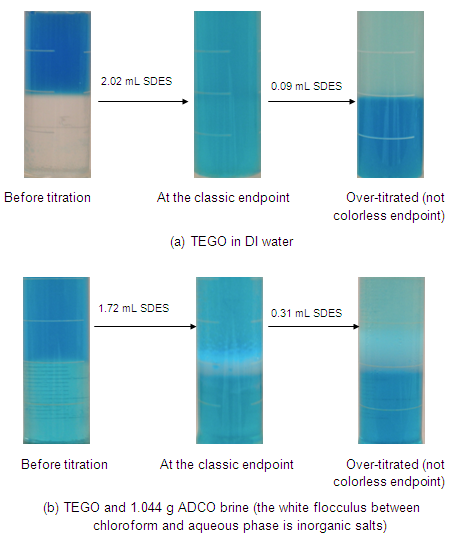 2.02 mL SDES
0.09 mL SDES
Before titration
At the classic endpoint
Over-titrated (not
colorless endpoint)
(a) TEGO in DI water
1.72 mL SDES
0.31 mL SDES
Before titration
At the classic endpoint
Over-titrated (not
colorless endpoint)
(b) TEGO and 1.044 g ADCO brine (the white flocculus between
chloroform and aqueous phase is inorganic salts)